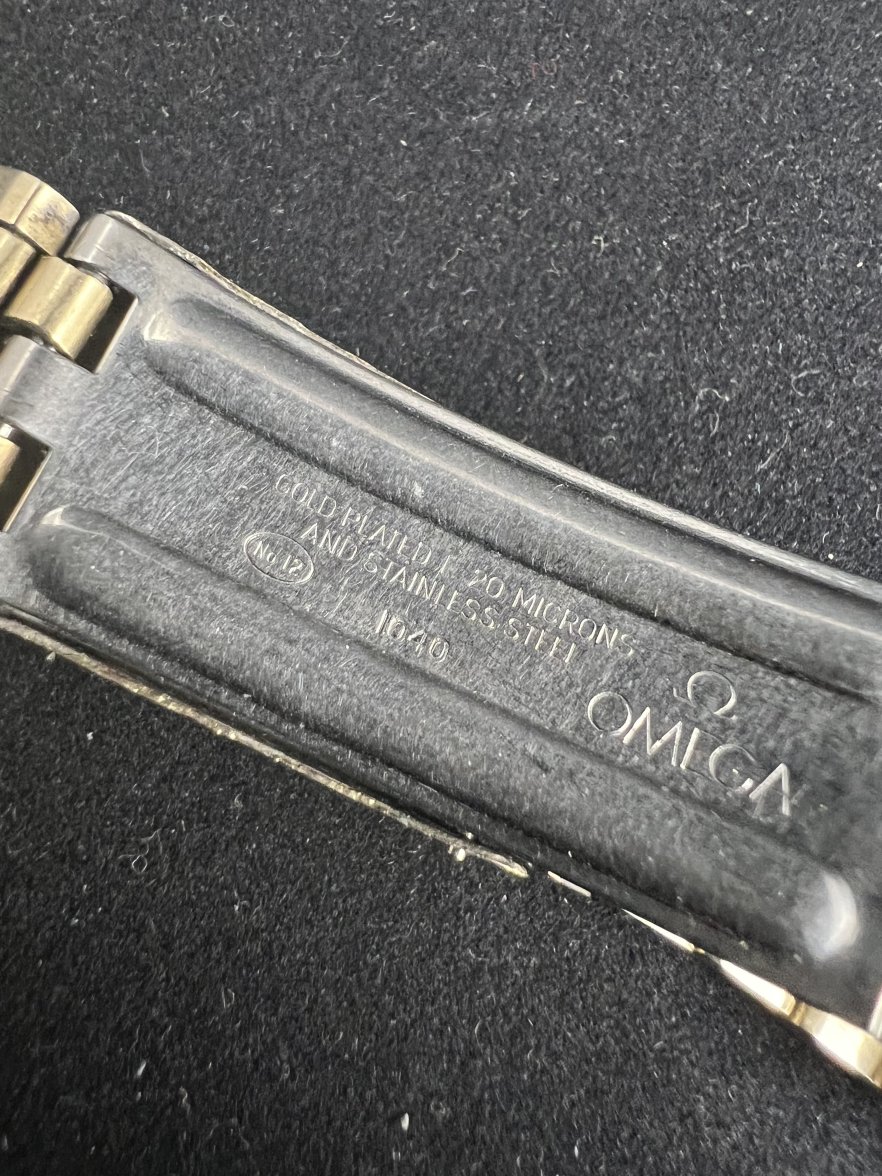 GOLD PLATED T 20 MICRONS
AND STAINLESS STEEL
No. 12
1040
Ω
OMEGA